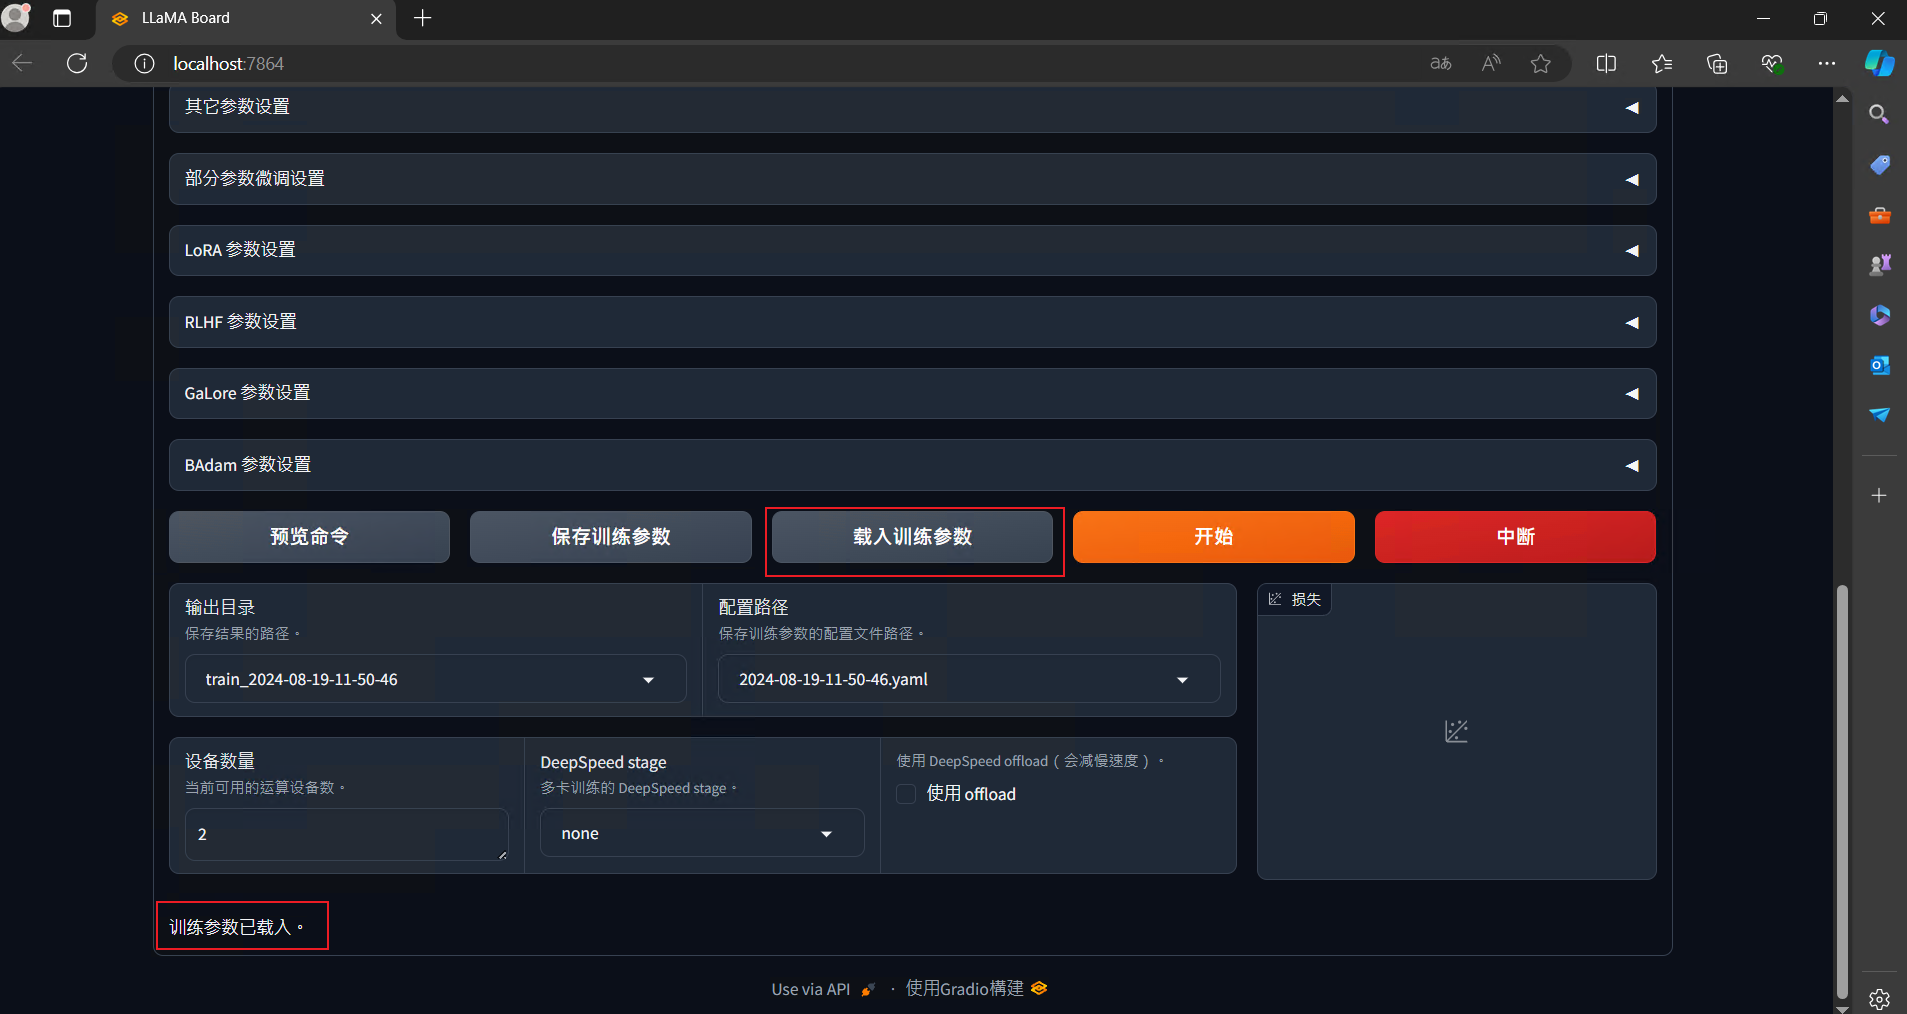 LLaMA Board
localhost:7864
其它参数设置
部分参数微调设置
LoRA 参数设置
RLHF 参数设置
GaLore 参数设置
BAdam 参数设置
预览命令
保存训练参数
载入训练参数
开始
中断
输出目录
保存结果的路径。
train_2024-08-19-11-50-46
配置路径
保存训练参数的配置文件路径。
2024-08-19-11-50-46.yaml
损失
设备数量
当前可用的运算设备数。
2
DeepSpeed stage
多卡训练的 DeepSpeed stage。
none
使用 DeepSpeed offload（会减慢速度）。
使用 offload
训练参数已载入。
Use via API · 使用Gradio構建